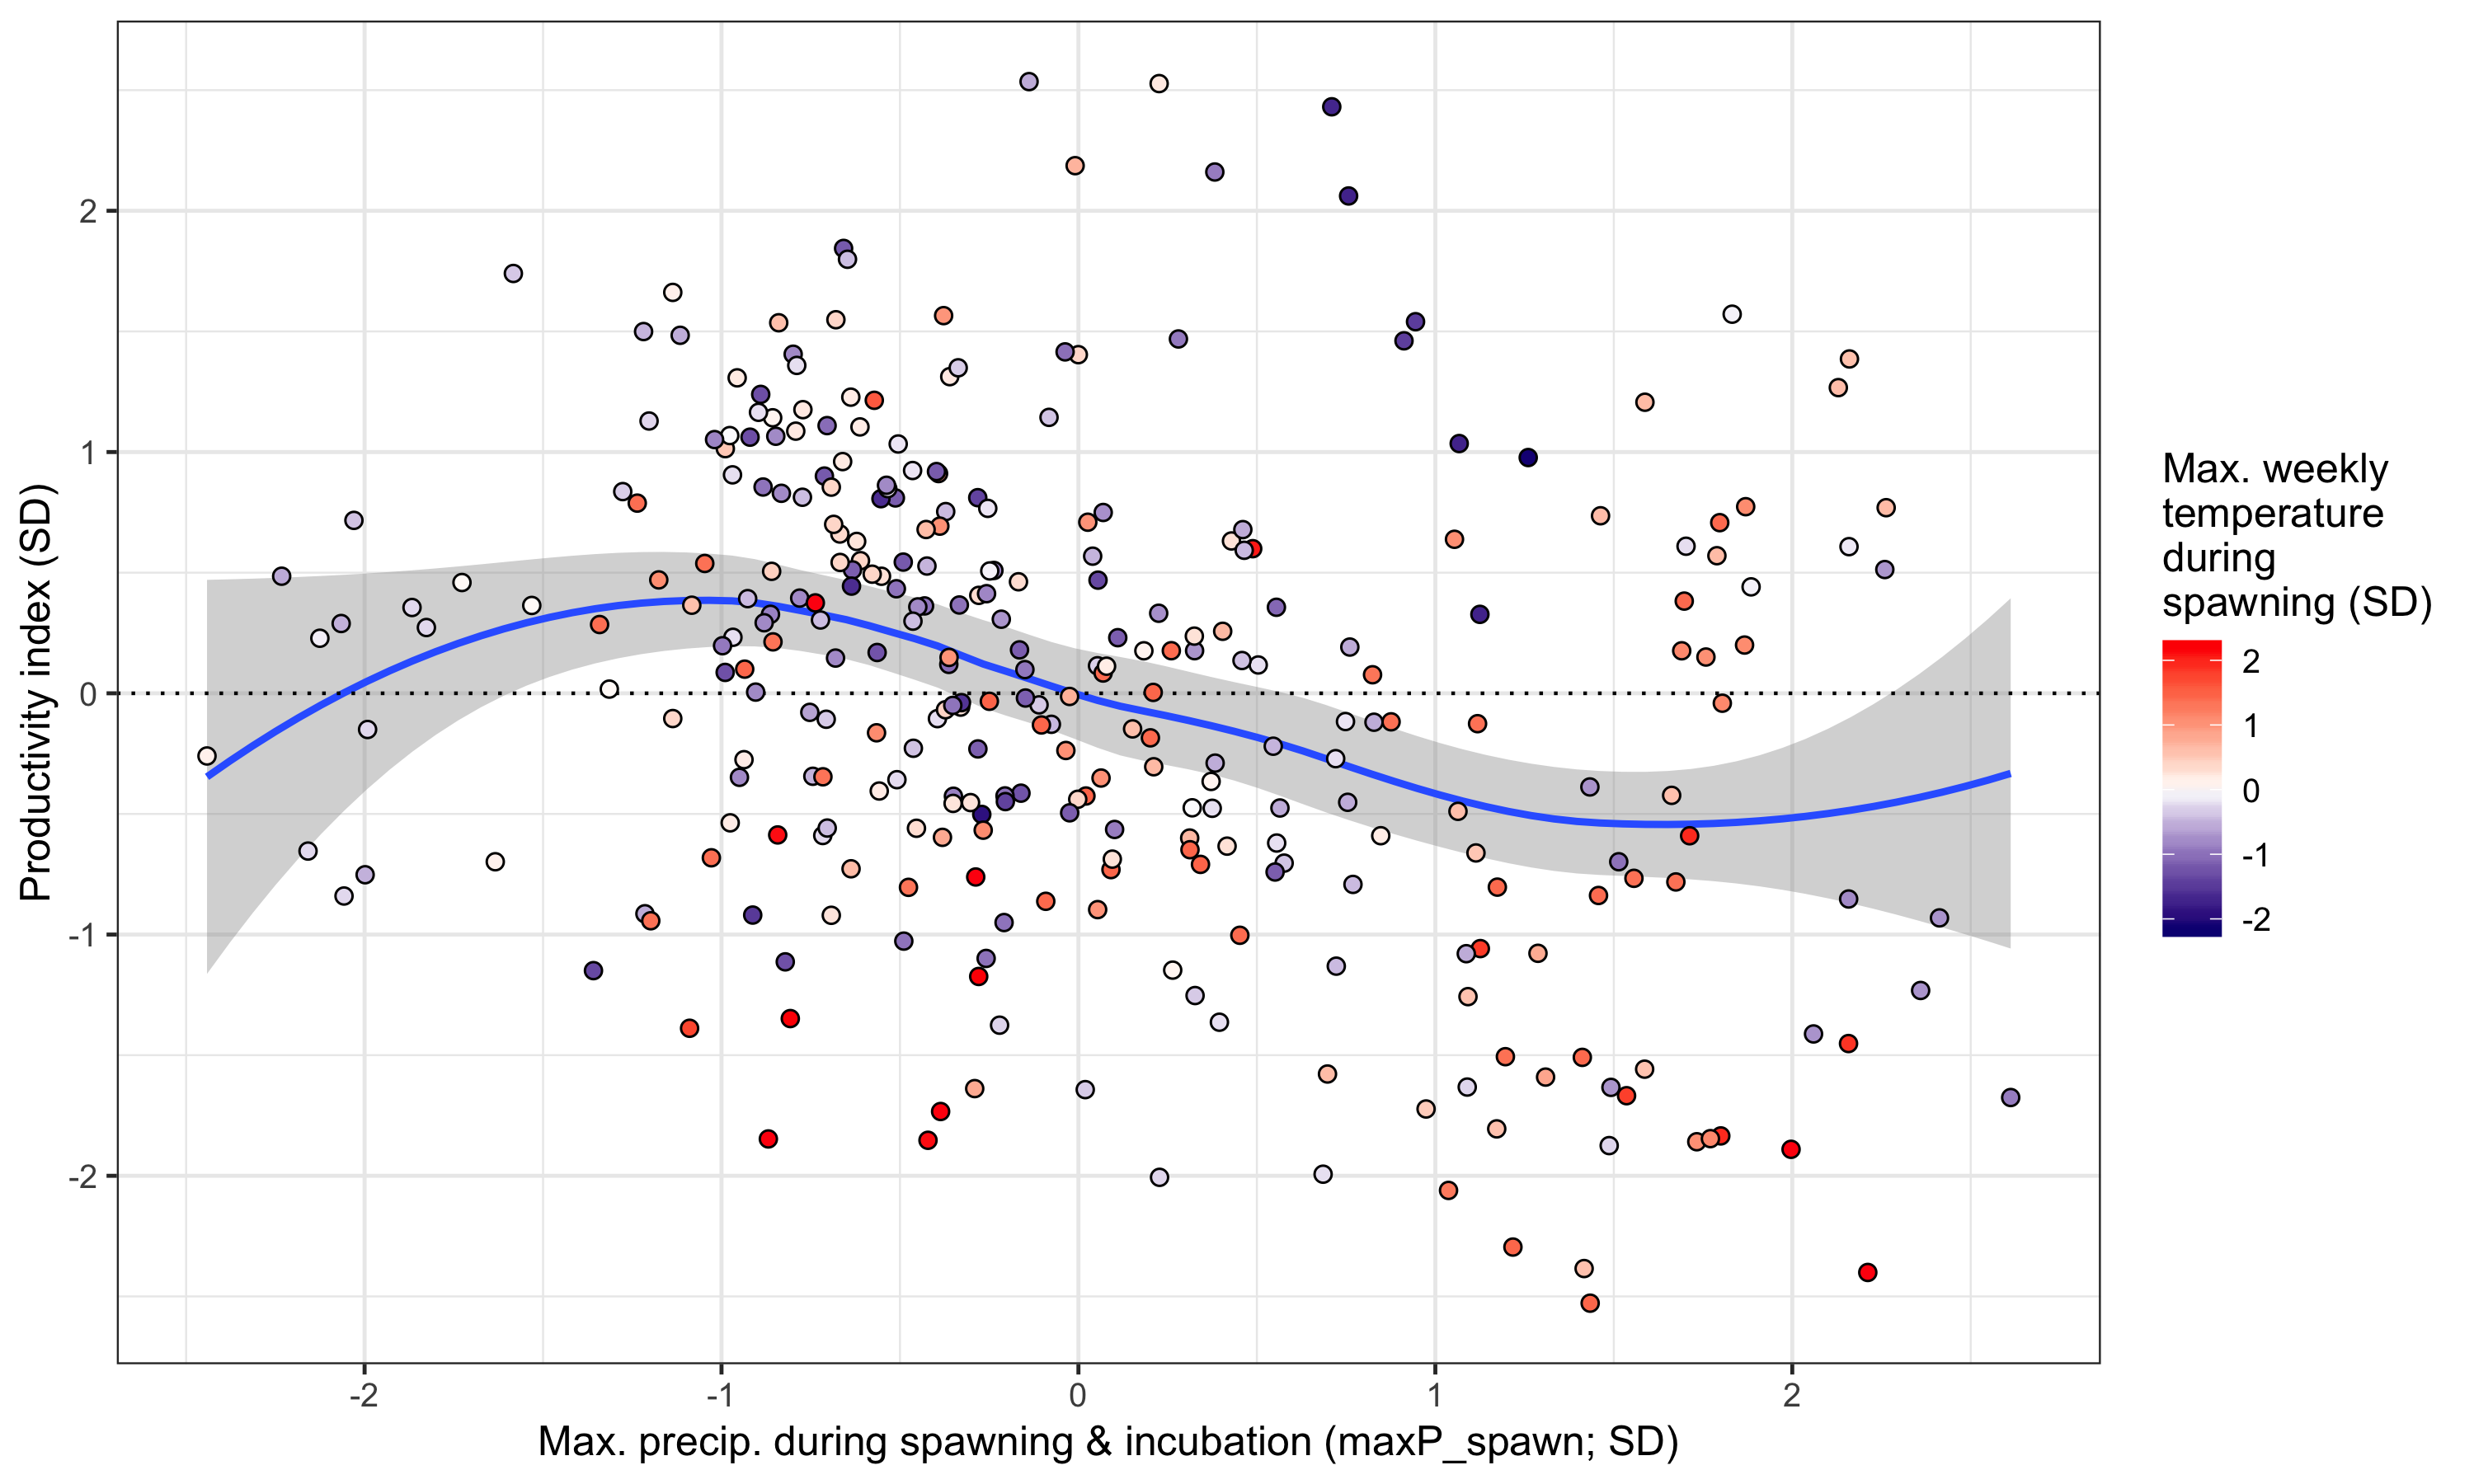 Productivity index (SD)
2
1
0
-1
-2
-2
-1
0
1
2
Max. precip. during spawning & incubation (maxP_spawn; SD)
Max. weekly
temperature
during
spawning (SD)
2
1
0
-1
-2